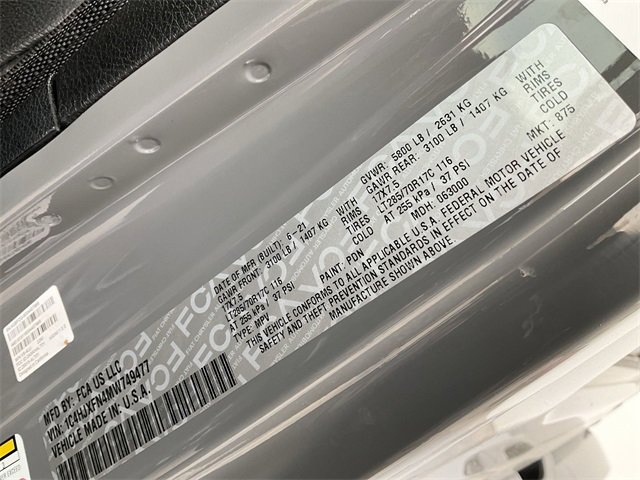 MFD BY: FCA US LLC
VIN: 1C4HJXFN4MW749477
VEHICLE MADE IN: U.S.A.
DATE OF MFR (BUILT): 6-21
GAWR FRONT: 3100 LB / 1407 KG WITH
17X7.5 RIMS
LT285/70R17C 116 TIRES
AT 255 kPa / 37 PSI COLD
TYPE: MPV
GVWR: 5800 LB / 2631 KG
GAWR REAR: 3100 LB / 1407 KG WITH
17X7.5 RIMS
LT285/70R17C 116 TIRES
AT 255 kPa / 37 PSI COLD
PAINT: PDN MDH: 063000 MKT: 875
THIS VEHICLE CONFORMS TO ALL APPLICABLE U.S.A. FEDERAL MOTOR VEHICLE
SAFETY AND THEFT PREVENTION STANDARDS IN EFFECT ON THE DATE OF
MANUFACTURE SHOWN ABOVE.